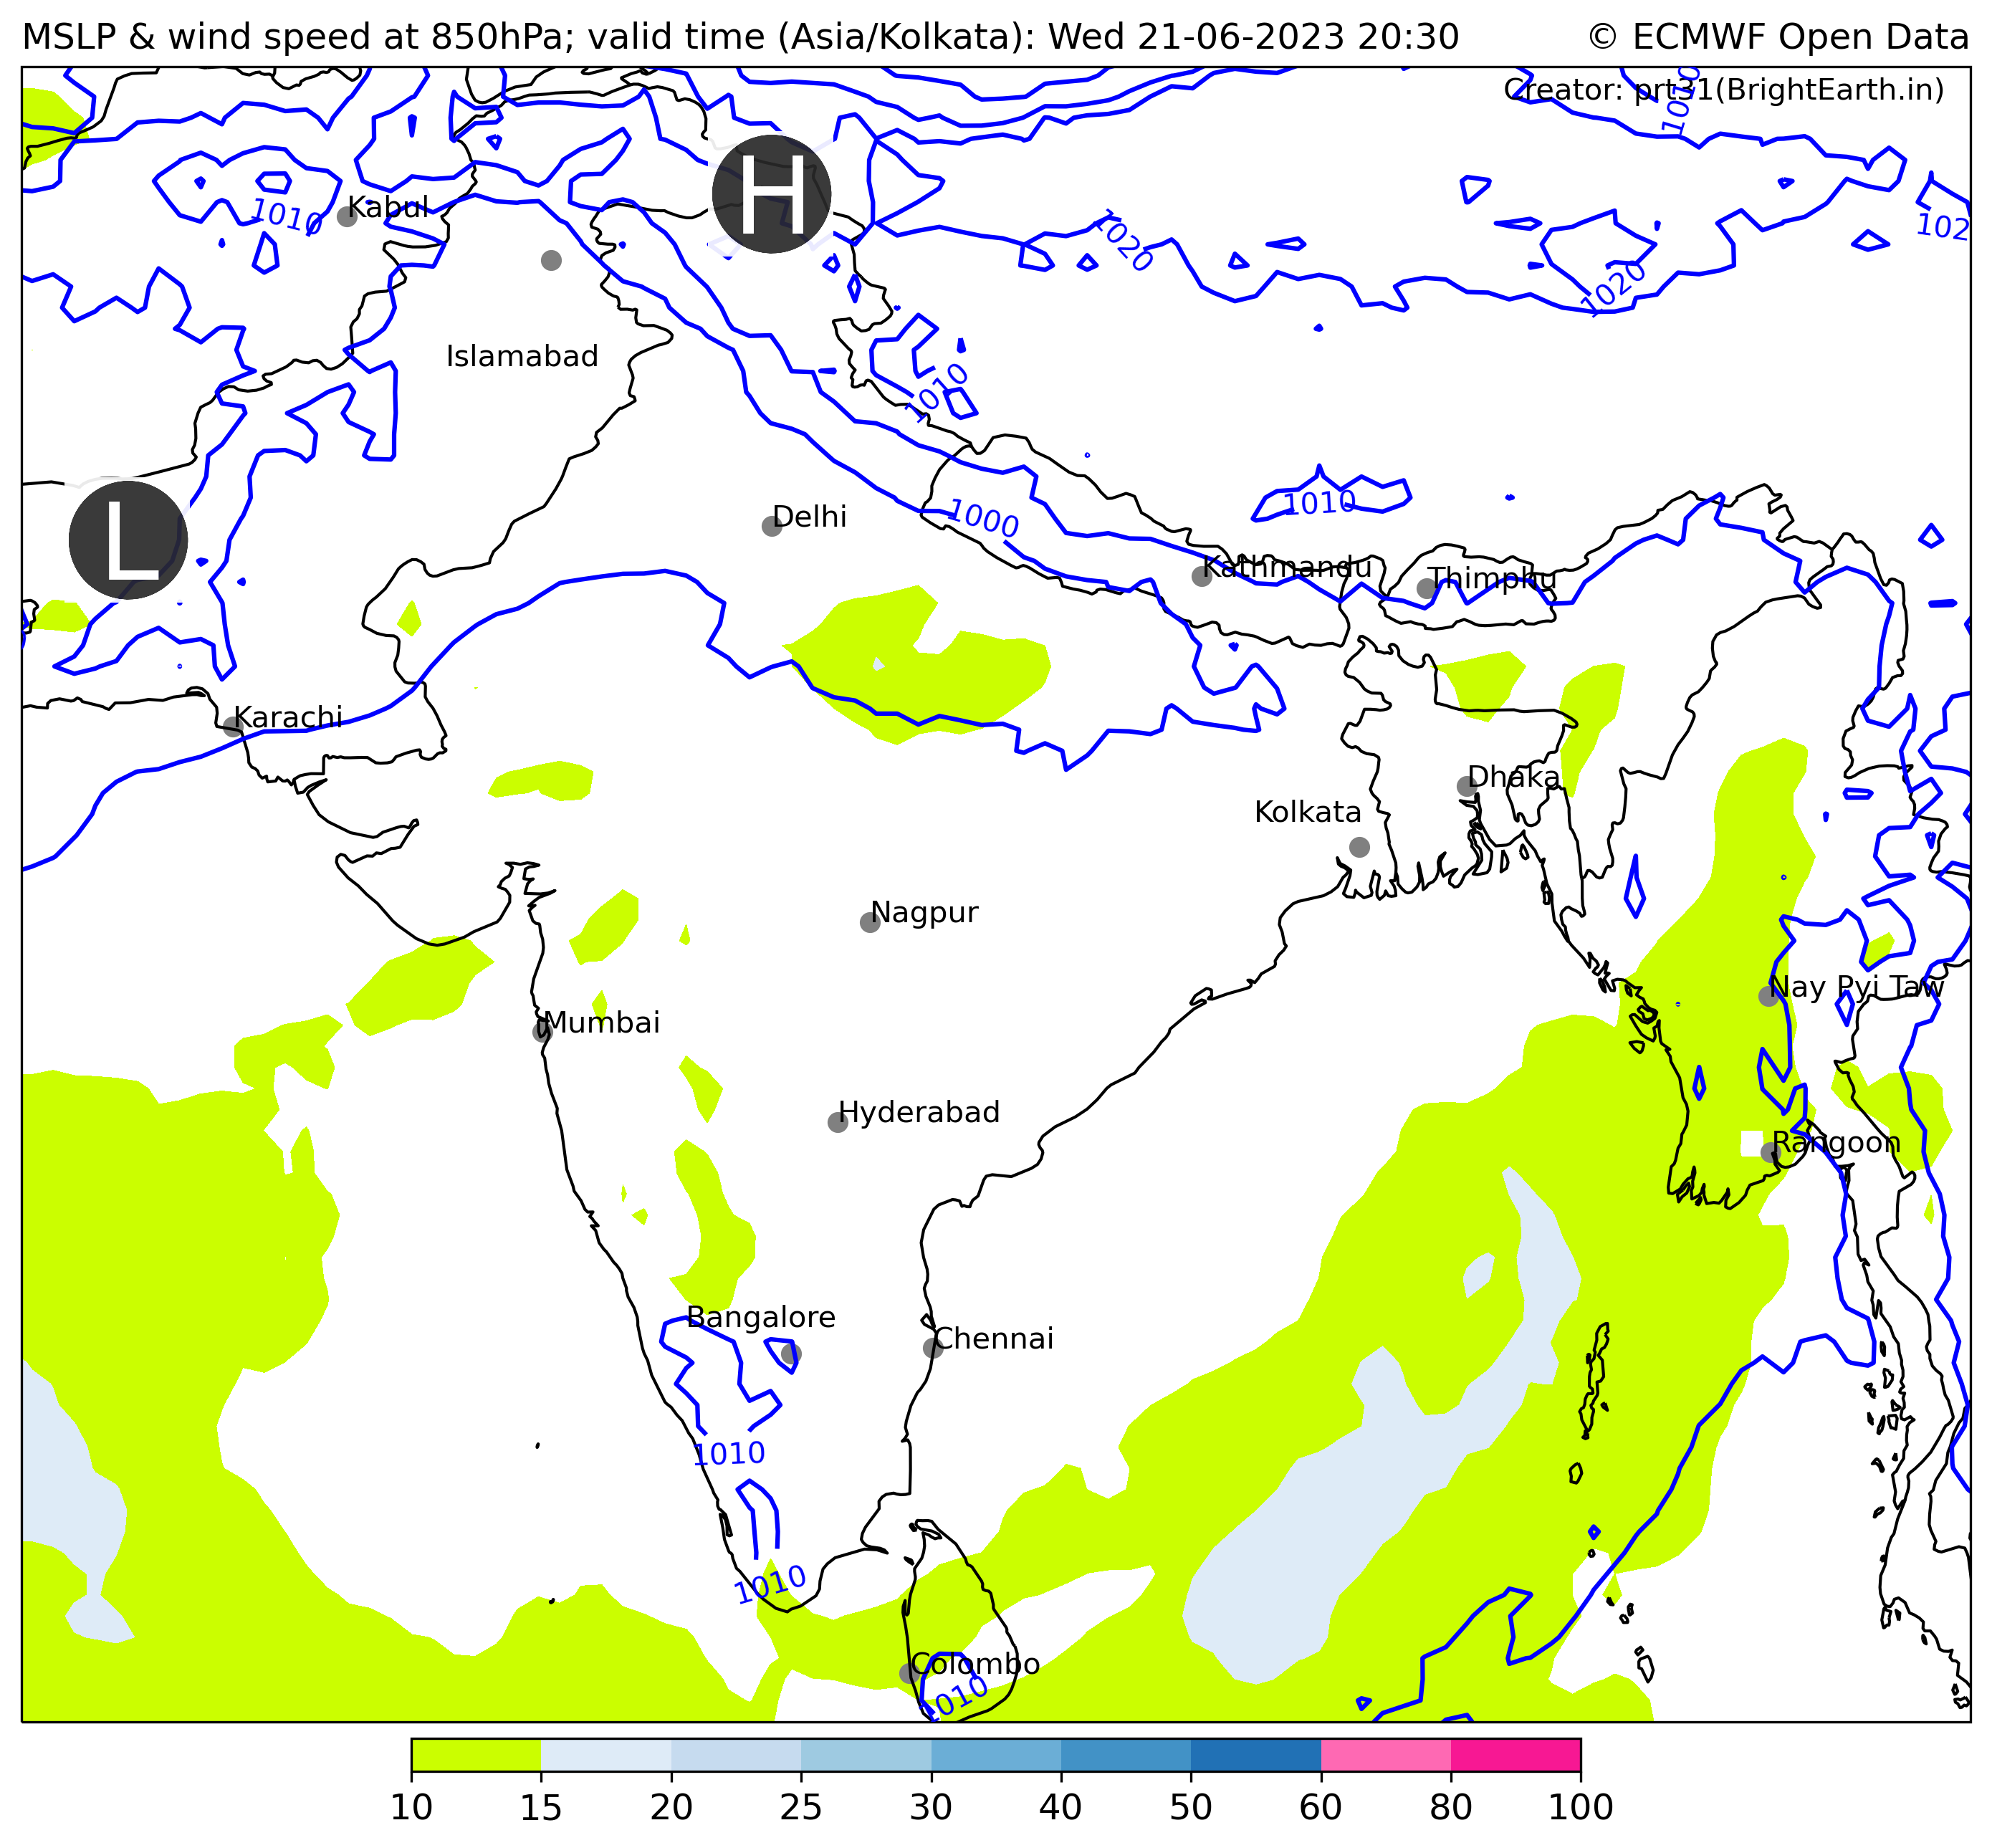 MSLP & wind speed at 850hPa; valid time (Asia/Kolkata): Wed 21-06-2023 20:30
© ECMWF Open Data
Creator: prt31(BrightEarth.in)
1010
H
Kabul
1010
1020
102
1020
Islamabad
1010
L
1010
Delhi
1000
Kathmandu
Thimphu
Karachi
Dhaka
Kolkata
Nagpur
Nay Pyi Taw
Mumbai
Hyderabad
Rangoon
Bangalore
Chennai
1010
1010
Colombo
1010
10 15 20 25 30 40 50 60 80 100